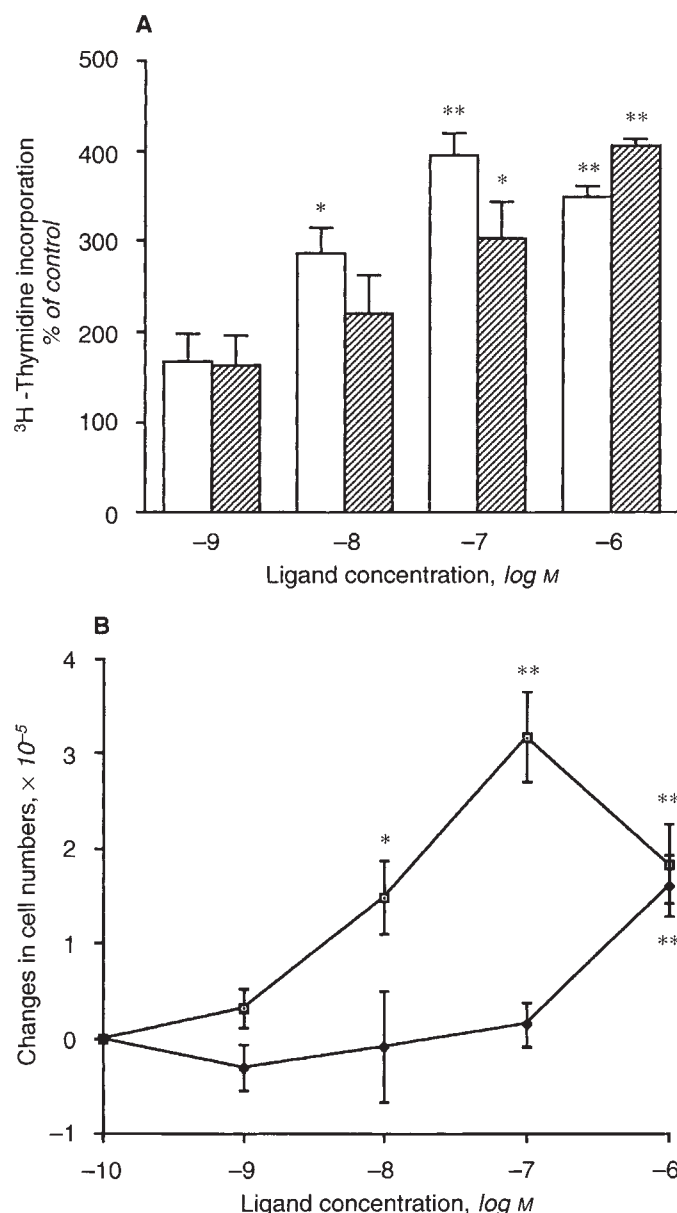 A
500
400
300
200
100
0
³H -Thymidine incorporation
% of control
** **
* ** *
−9 −8 −7 −6
Ligand concentration, log M
B
4
3
2
1
0
−1
Changes in cell numbers, × 10⁻⁵
** **
*
**
−10 −9 −8 −7 −6
Ligand concentration, log M